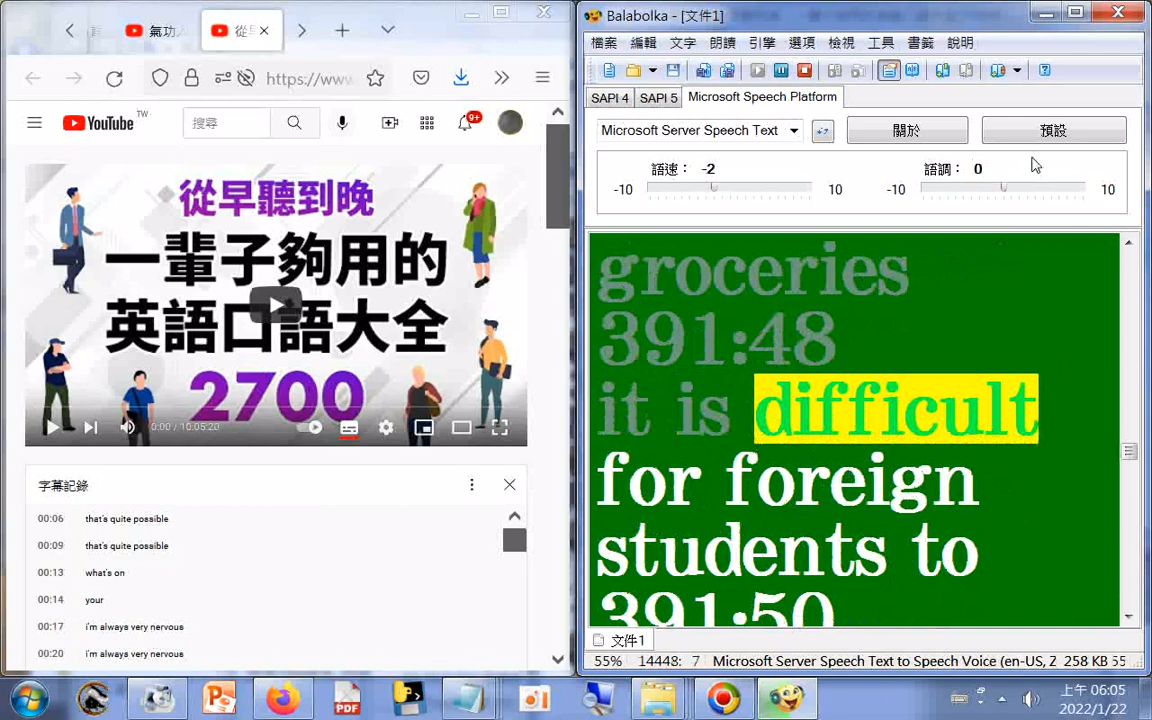 氣功人
從
https://www
YouTube TW
搜尋
9+
從早聽到晚
一輩子夠用的
英語口語大全
2700
0:00 / 10:05:20
字幕記錄
00:06 that's quite possible
00:09 that's quite possible
00:13 what's on
00:14 your
00:17 i'm always very nervous
00:20 i'm always very nervous
Balabolka - [文件1]
檔案 編輯 文字 朗讀 引擎 選項 檢視 工具 書籤 說明
SAPI 4 SAPI 5 Microsoft Speech Platform
Microsoft Server Speech Text
關於
預設
語速： -2
-10 10
語調： 0
-10 10
groceries
391:48
it is difficult
for foreign
students to
391:50
文件1
55% 14448: 7 Microsoft Server Speech Text to Speech Voice (en-US, Z 258 KB 55
上午 06:05
2022/1/22